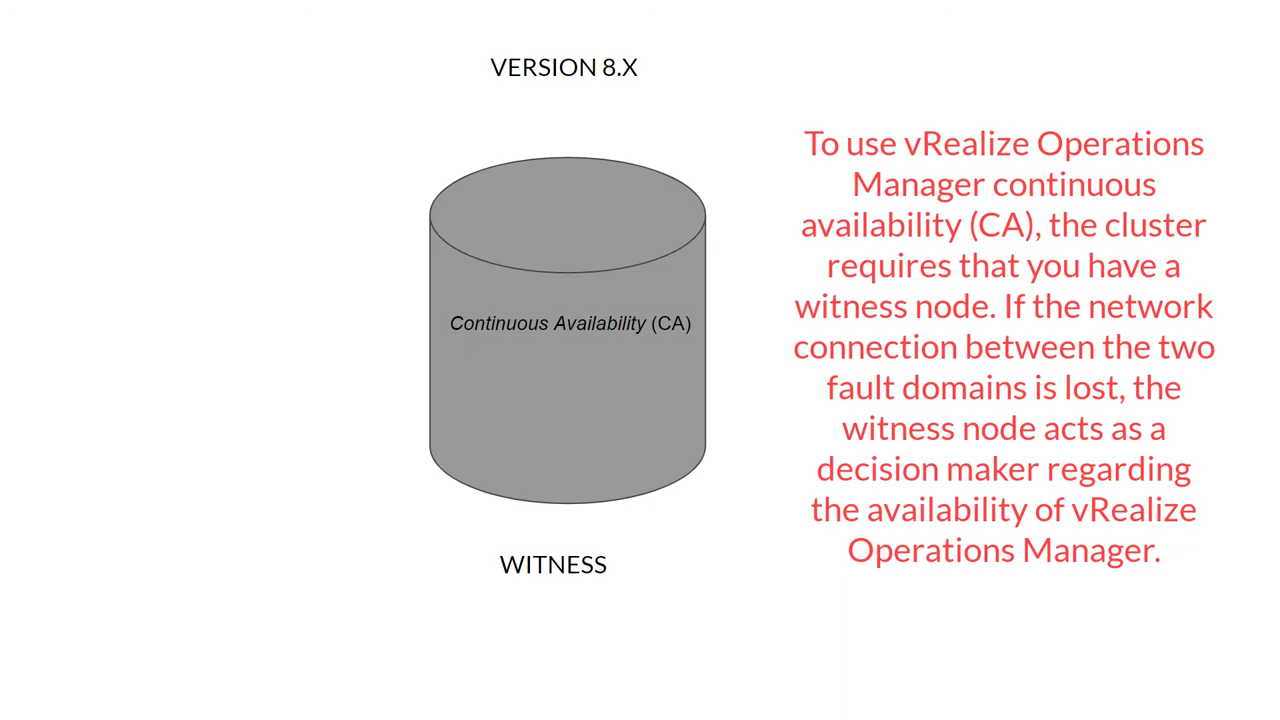 VERSION 8.X
Continuous Availability (CA)
WITNESS
To use vRealize Operations
Manager continuous
availability (CA), the cluster
requires that you have a
witness node. If the network
connection between the two
fault domains is lost, the
witness node acts as a
decision maker regarding
the availability of vRealize
Operations Manager.